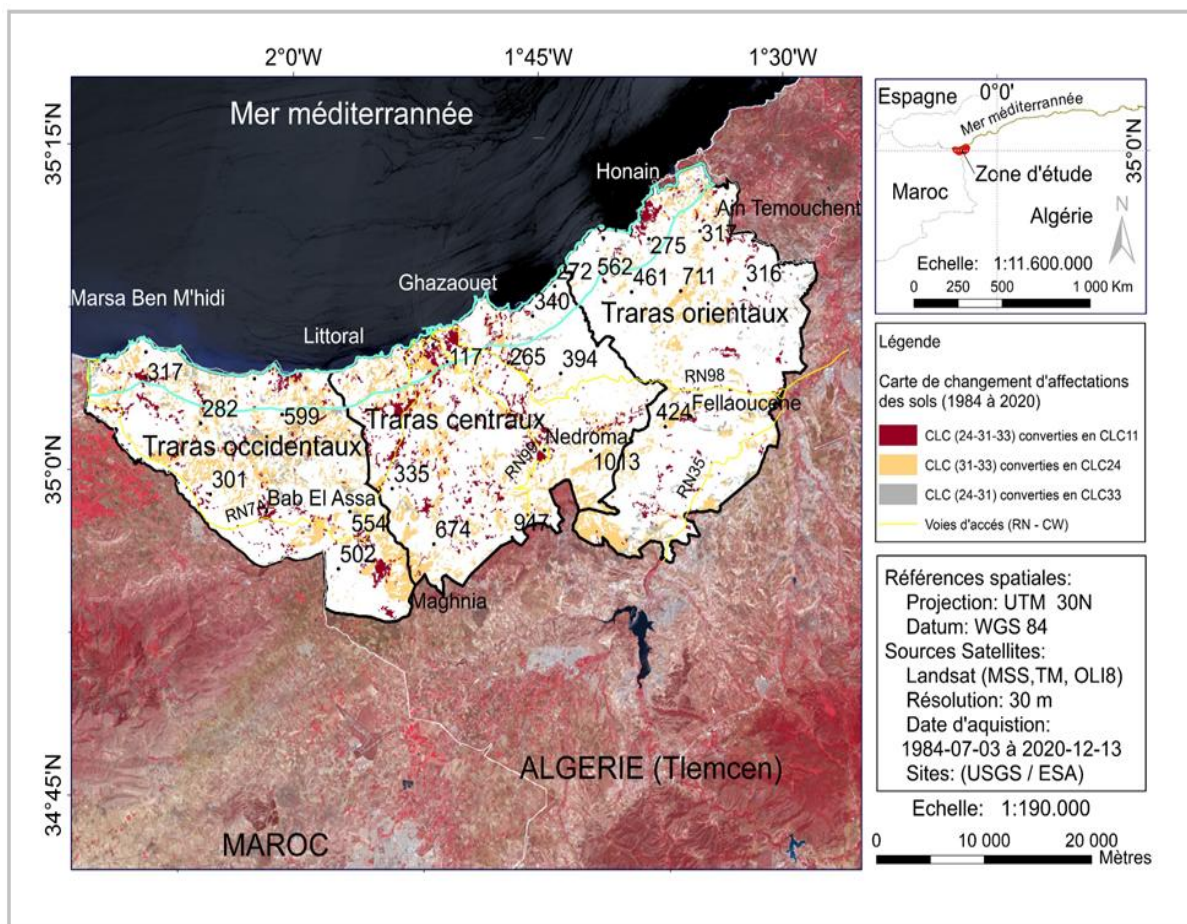 2°0'W
1°45'W
1°30'W
35°15'N
35°0'N
34°45'N
Mer méditerrannée
Honain
Ain Temouchent
317
275
562
272
461
711
316
340
Ghazaouet
Marsa Ben M'hidi
Traras orientaux
Littoral
117
265
394
317
RN98
282
599
Traras centraux
424
Fellaoucene
Traras occidentaux
Nedroma
RN99
1013
335
RN35
301
Bab El Assa
RN7A
554
947
674
502
Maghnia
ALGERIE (Tlemcen)
MAROC
Espagne
0°0'
Mer méditerrannée
35°0'N
Zone d'étude
Maroc
Algérie
N
Echelle: 1:11.600.000
0 250 500 1 000 Km
Légende
Carte de changement d'affectations
des sols (1984 à 2020)
CLC (24-31-33) converties en CLC11
CLC (31-33) converties en CLC24
CLC (24-31) converties en CLC33
Voies d'accés (RN - CW)
Références spatiales:
Projection: UTM 30N
Datum: WGS 84
Sources Satellites:
Landsat (MSS,TM, OLI8)
Résolution: 30 m
Date d'aquistion:
1984-07-03 à 2020-12-13
Sites: (USGS / ESA)
Echelle: 1:190.000
0 10 000 20 000
Mètres